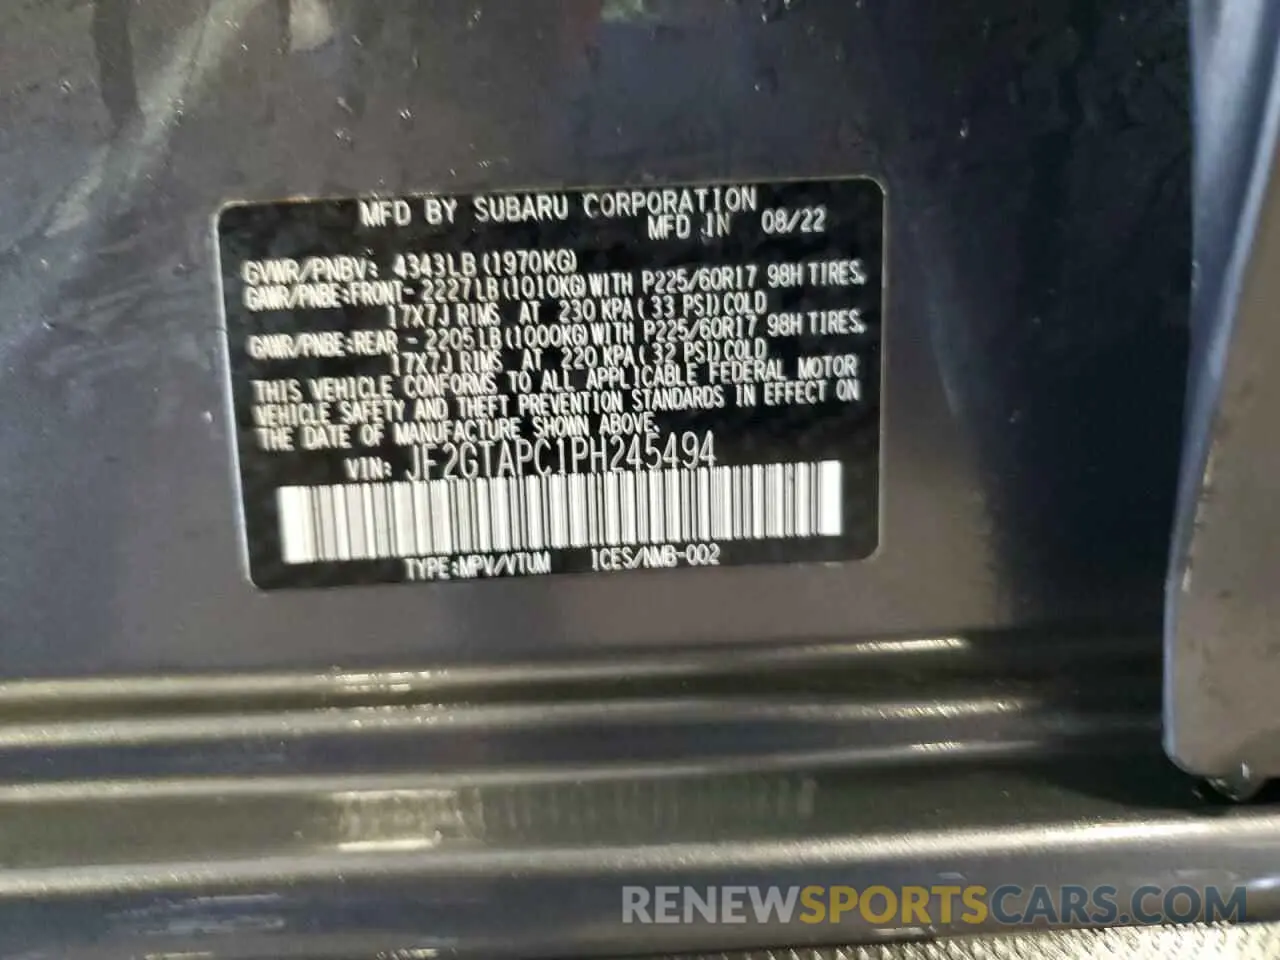 MFD BY SUBARU CORPORATION
MFD IN 08/22
GVWR/PNBV: 4343LB(1970KG)
GAWR/PNBE:FRONT- 2227LB(1010KG)WITH P225/60R17 98H TIRES,
17X7J RIMS AT 230 KPA( 33 PSI)COLD
GAWR/PNBE:REAR - 2205LB(1000KG)WITH P225/60R17 98H TIRES,
17X7J RIMS AT 220 KPA( 32 PSI)COLD
THIS VEHICLE CONFORMS TO ALL APPLICABLE FEDERAL MOTOR
VEHICLE SAFETY AND THEFT PREVENTION STANDARDS IN EFFECT ON
THE DATE OF MANUFACTURE SHOWN ABOVE.
VIN: JF2GTAPC1PH245494
TYPE:MPV/VTUM ICES/NMB-002
RENEWSPORTSCARS.COM